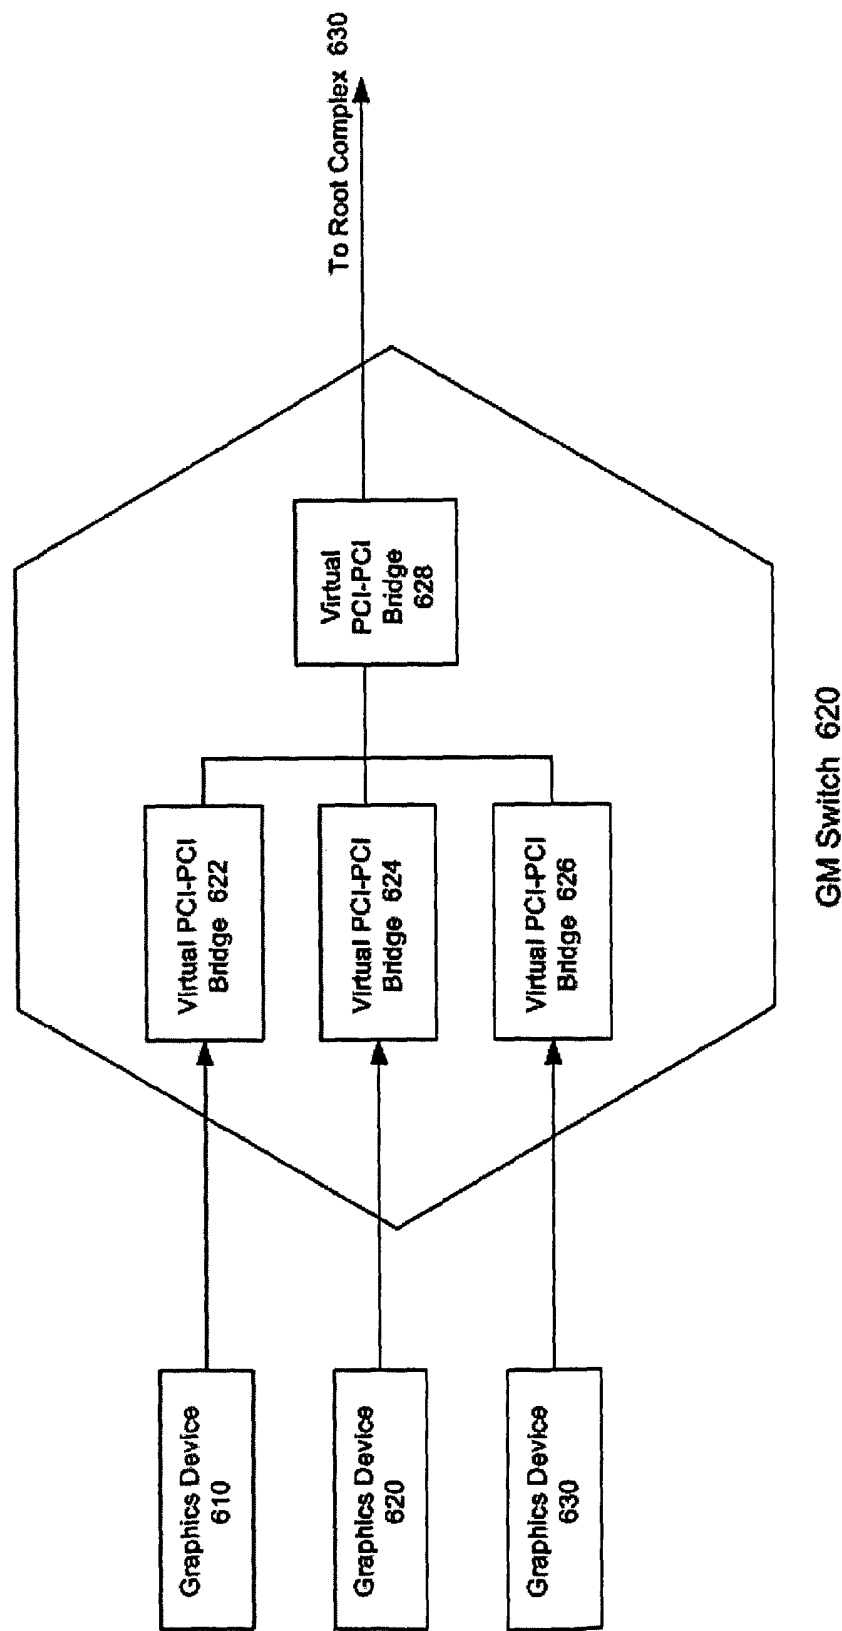 Graphics Device
610
Graphics Device
620
Graphics Device
630
Virtual PCI-PCI
Bridge 622
Virtual PCI-PCI
Bridge 624
Virtual PCI-PCI
Bridge 626
Virtual
PCI-PCI
Bridge
628
To Root Complex 630
GM Switch 620